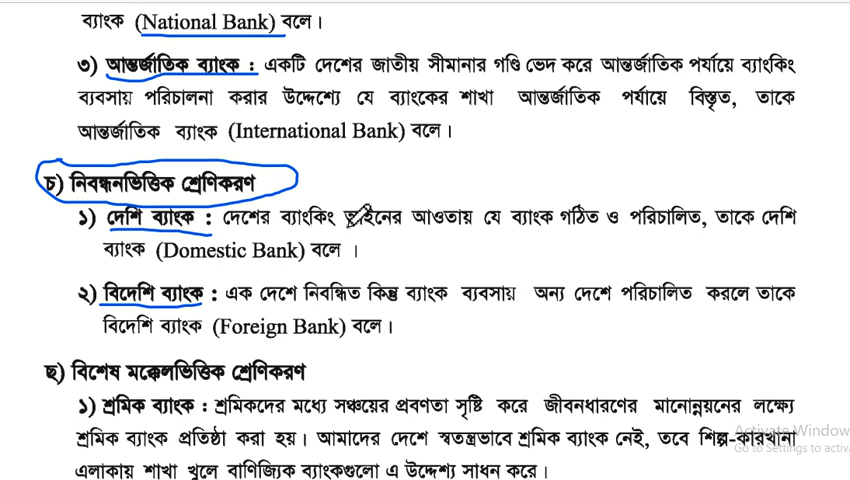 ব্যাংক (National Bank) বলে।
৩) আন্তর্জাতিক ব্যাংক : একটি দেশের জাতীয় সীমানার গণ্ডি ভেদ করে আন্তর্জাতিক পর্যায়ে ব্যাংকিং
ব্যবসায় পরিচালনা করার উদ্দেশ্যে যে ব্যাংকের শাখা আন্তর্জাতিক পর্যায়ে বিস্তৃত, তাকে
আন্তর্জাতিক ব্যাংক (International Bank) বলে।
চ) নিবন্ধনভিত্তিক শ্রেণিকরণ
১) দেশি ব্যাংক : দেশের ব্যাংকিং আইনের আওতায় যে ব্যাংক গঠিত ও পরিচালিত, তাকে দেশি
ব্যাংক (Domestic Bank) বলে ।
২) বিদেশি ব্যাংক : এক দেশে নিবন্ধিত কিন্তু ব্যাংক ব্যবসায় অন্য দেশে পরিচালিত করলে তাকে
বিদেশি ব্যাংক (Foreign Bank) বলে।
ছ) বিশেষ মক্কেলভিত্তিক শ্রেণিকরণ
১) শ্রমিক ব্যাংক : শ্রমিকদের মধ্যে সঞ্চয়ের প্রবণতা সৃষ্টি করে জীবনধারণের মানোন্নয়নের লক্ষ্যে
শ্রমিক ব্যাংক প্রতিষ্ঠা করা হয়। আমাদের দেশে স্বতন্ত্রভাবে শ্রমিক ব্যাংক নেই, তবে শিল্প-কারখানা
এলাকায় শাখা খুলে বাণিজ্যিক ব্যাংকগুলো এ উদ্দেশ্য সাধন করে।
Activate Window
Go to Settings to activ